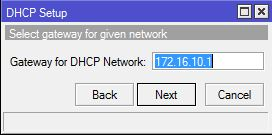 DHCP Setup
Select gateway for given network
Gateway for DHCP Network: 172.16.10.1
Back Next Cancel